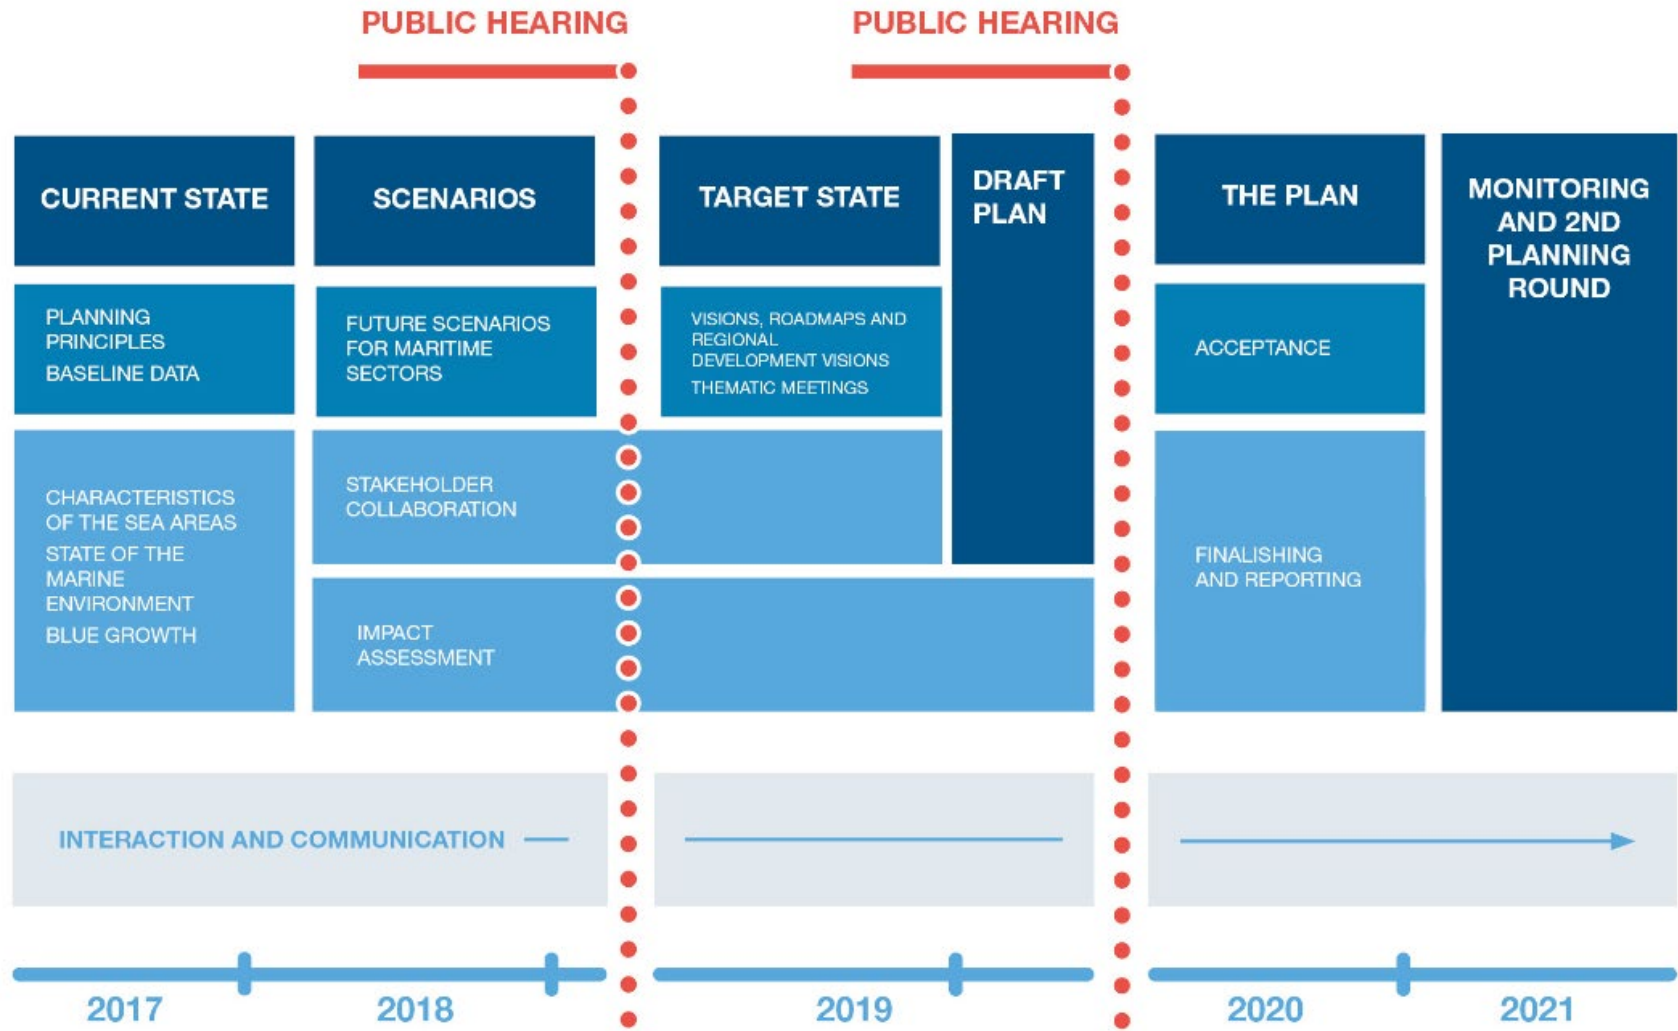 PUBLIC HEARING
PUBLIC HEARING
CURRENT STATE
SCENARIOS
TARGET STATE
DRAFT
PLAN
THE PLAN
MONITORING
AND 2ND
PLANNING
ROUND
PLANNING
PRINCIPLES
BASELINE DATA
FUTURE SCENARIOS
FOR MARITIME
SECTORS
VISIONS, ROADMAPS AND
REGIONAL
DEVELOPMENT VISIONS
THEMATIC MEETINGS
ACCEPTANCE
CHARACTERISTICS
OF THE SEA AREAS
STATE OF THE
MARINE
ENVIRONMENT
BLUE GROWTH
STAKEHOLDER
COLLABORATION
IMPACT
ASSESSMENT
FINALISHING
AND REPORTING
INTERACTION AND COMMUNICATION
2017
2018
2019
2020
2021